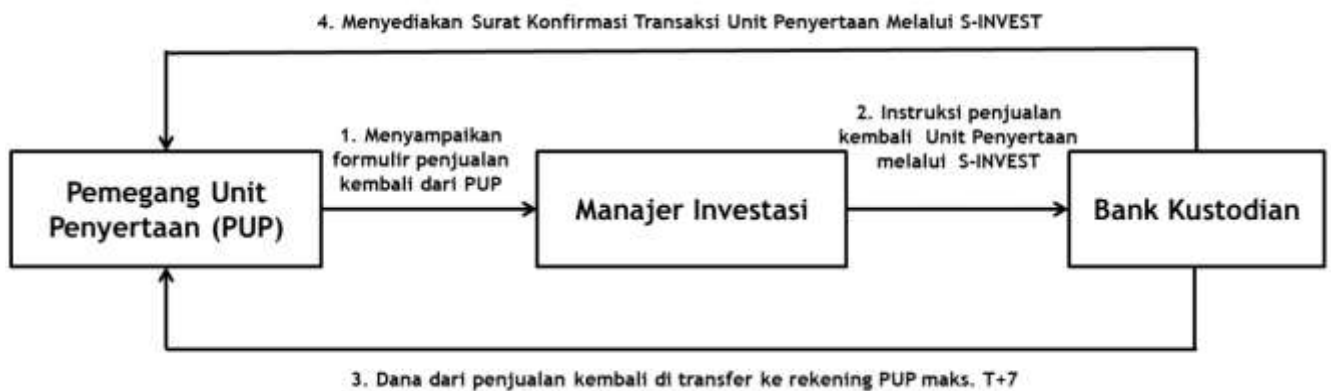 4. Menyediakan Surat Konfirmasi Transaksi Unit Penyertaan Melalui S-INVEST
1. Menyampaikan
formulir penjualan
kembali dari PUP
2. Instruksi penjualan
kembali Unit Penyertaan
melalui S-INVEST
Pemegang Unit
Penyertaan (PUP)
Manajer Investasi
Bank Kustodian
3. Dana dari penjualan kembali di transfer ke rekening PUP maks. T+7